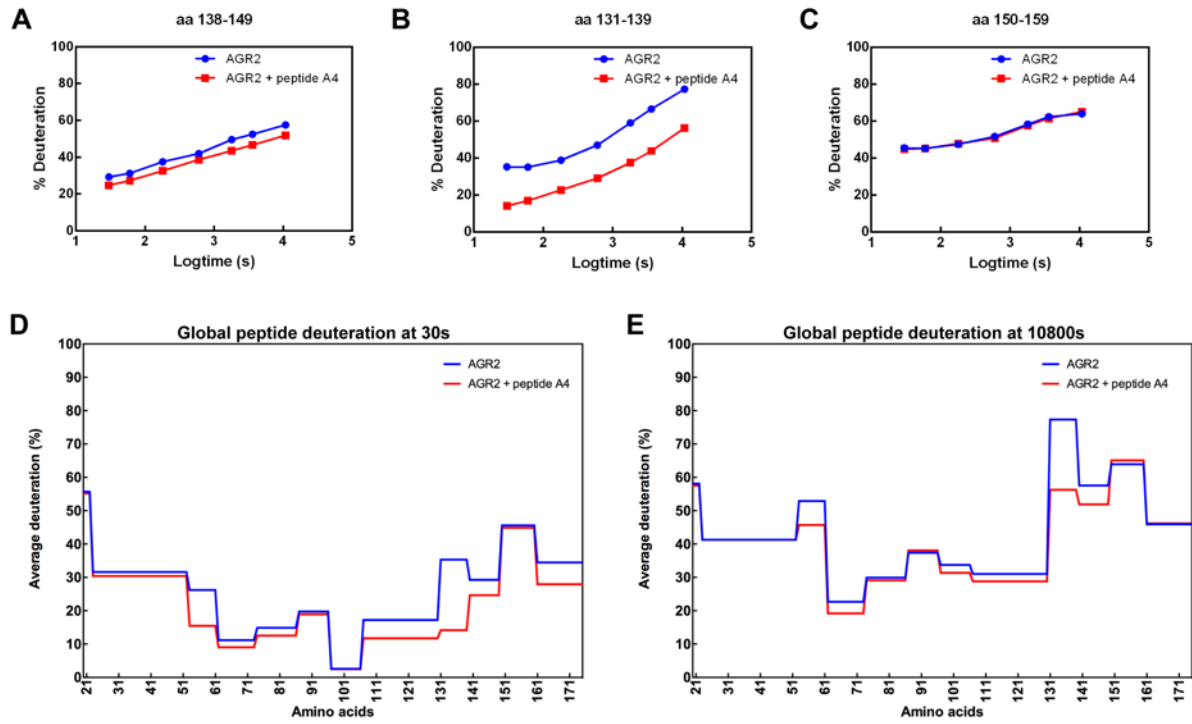 A
aa 138-149
% Deuteration
100
80
60
40
20
0
1 2 3 4 5
Logtime (s)
AGR2
AGR2 + peptide A4
B
aa 131-139
% Deuteration
100
80
60
40
20
0
1 2 3 4 5
Logtime (s)
AGR2
AGR2 + peptide A4
C
aa 150-159
% Deuteration
100
80
60
40
20
0
1 2 3 4 5
Logtime (s)
AGR2
AGR2 + peptide A4
D
Global peptide deuteration at 30s
Average deuteration (%)
100
90
80
70
60
50
40
30
20
10
0
21 31 41 51 61 71 81 91 101 111 121 131 141 151 161 171
Amino acids
AGR2
AGR2 + peptide A4
E
Global peptide deuteration at 10800s
Average deuteration (%)
100
90
80
70
60
50
40
30
20
10
0
21 31 41 51 61 71 81 91 101 111 121 131 141 151 161 171
Amino acids
AGR2
AGR2 + peptide A4